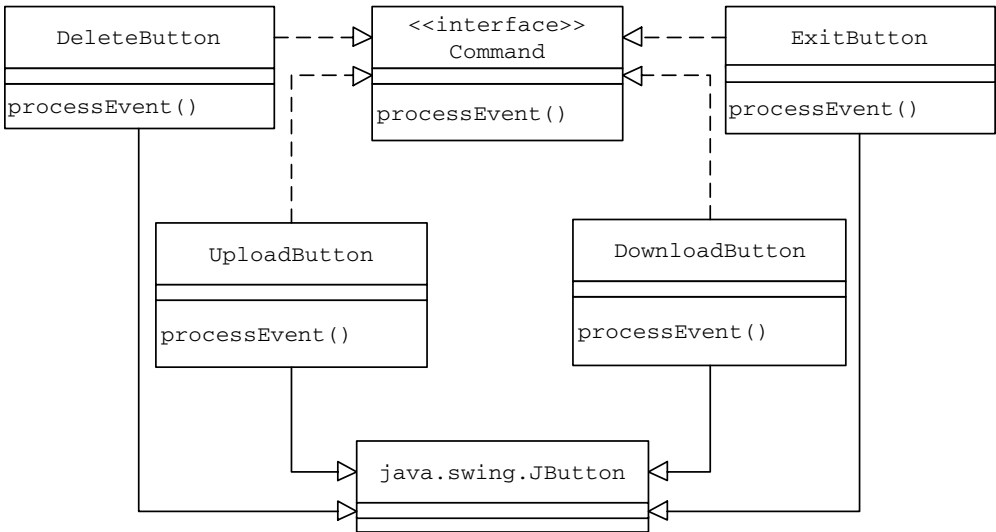 DeleteButton
processEvent()
<<interface>>
Command
processEvent()
ExitButton
processEvent()
UploadButton
processEvent()
DownloadButton
processEvent()
java.swing.JButton